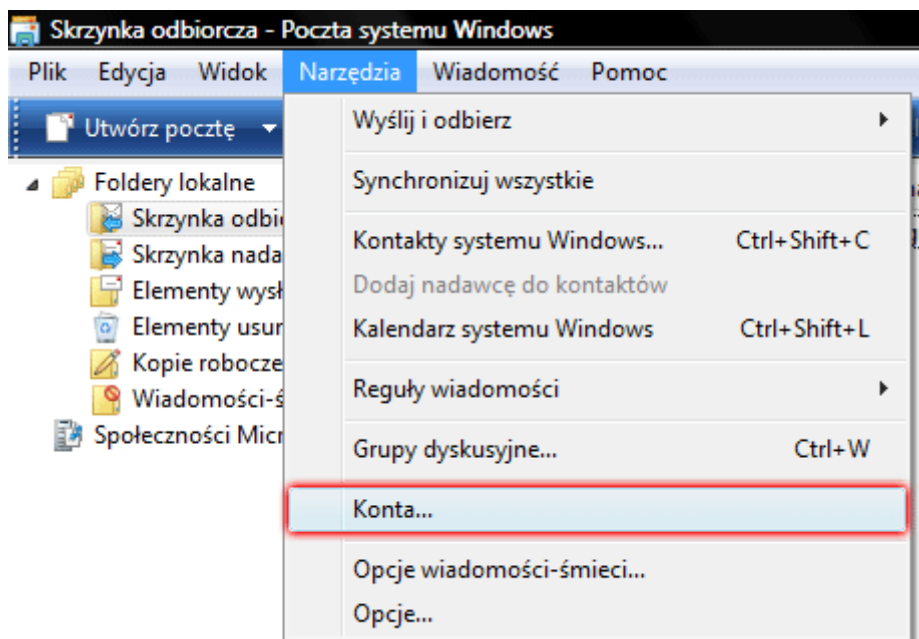 Skrzynka odbiorcza - Poczta systemu Windows
Plik Edycja Widok Narzędzia Wiadomość Pomoc
Utwórz pocztę
Wyślij i odbierz
Foldery lokalne
Synchronizuj wszystkie
Skrzynka odbi
Kontakty systemu Windows... Ctrl+Shift+C
Skrzynka nada
Dodaj nadawcę do kontaktów
Elementy wysł
Kalendarz systemu Windows Ctrl+Shift+L
Elementy usur
Kopie robocze
Reguły wiadomości
Wiadomości-ś
Społeczności Micr
Grupy dyskusyjne... Ctrl+W
Konta...
Opcje wiadomości-śmieci...
Opcje...